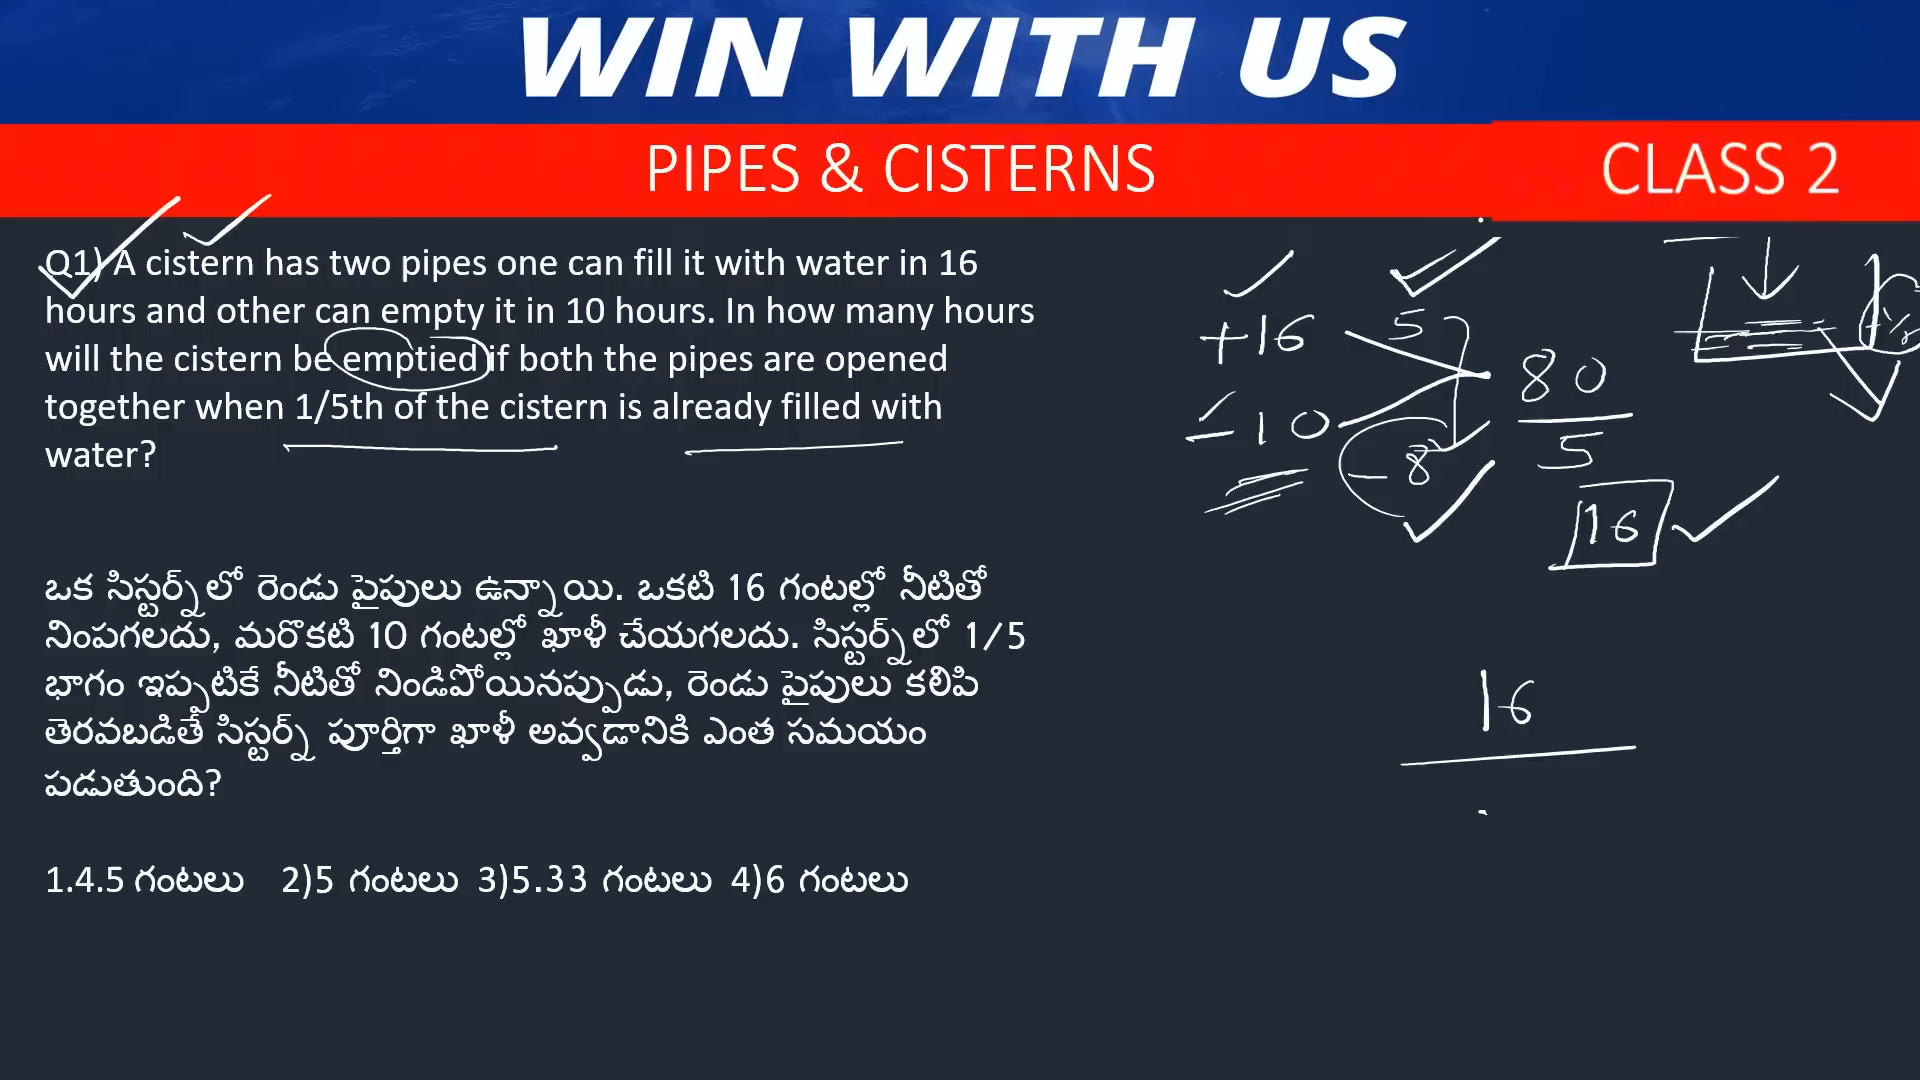 WIN WITH US
PIPES & CISTERNS
CLASS 2
Q1) A cistern has two pipes one can fill it with water in 16
hours and other can empty it in 10 hours. In how many hours
will the cistern be emptied if both the pipes are opened
together when 1/5th of the cistern is already filled with
water?
ఒక సిస్టర్న్‌లో రెండు పైపులు ఉన్నాయి. ఒకటి 16 గంటల్లో నీటితో
నింపగలదు, మరొకటి 10 గంటల్లో ఖాళీ చేయగలదు. సిస్టర్న్‌లో 1/5
భాగం ఇప్పటికే నీటితో నిండిపోయినప్పుడు, రెండు పైపులు కలిపి
తెరవబడితే సిస్టర్న్ పూర్తిగా ఖాళీ అవ్వడానికి ఎంత సమయం
పడుతుంది?
1.4.5 గంటలు 2)5 గంటలు 3)5.33 గంటలు 4)6 గంటలు
+16 5
80
-10
5
-8
16
16